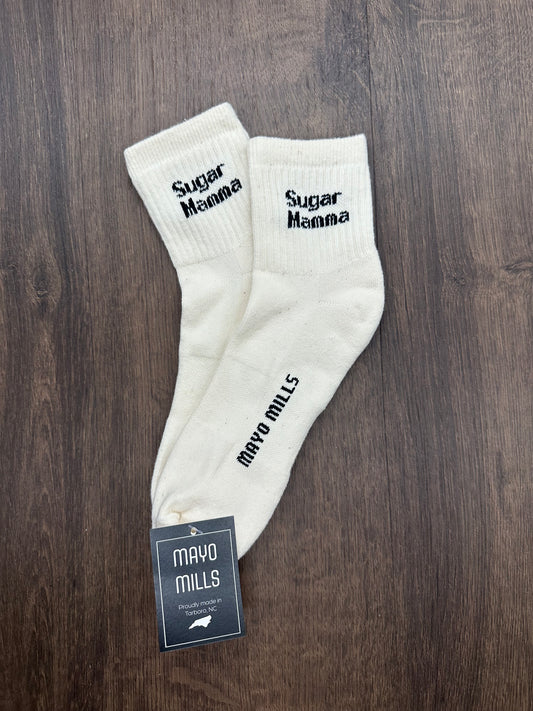 Sugar
Mamma
Sugar
Mamma
MAYO MILLS
MAYO
MILLS
Proudly made in
Tarboro, NC